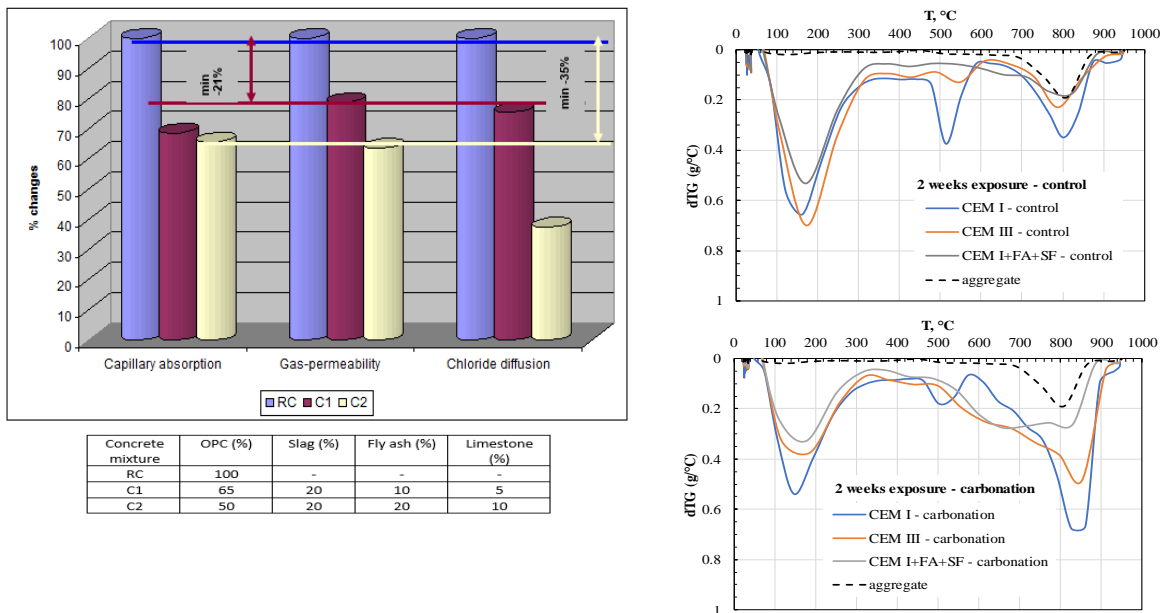 100
90
80
70
60
50
40
30
20
10
0
% changes
min
-21%
min -35%
Capillary absorption
Gas-permeability
Chloride diffusion
RC
C1
C2
Concrete mixture | OPC (%) | Slag (%) | Fly ash (%) | Limestone (%)
RC | 100 | - | - | -
C1 | 65 | 20 | 10 | 5
C2 | 50 | 20 | 20 | 10
T, °C
0 100 200 300 400 500 600 700 800 900 1000
0
0.2
0.4
0.6
0.8
1
dTG (g/°C)
2 weeks exposure - control
CEM I - control
CEM III - control
CEM I+FA+SF - control
aggregate
T, °C
0 100 200 300 400 500 600 700 800 900 1000
0
0.2
0.4
0.6
0.8
1
dTG (g/°C)
2 weeks exposure - carbonation
CEM I - carbonation
CEM III - carbonation
CEM I+FA+SF - carbonation
aggregate